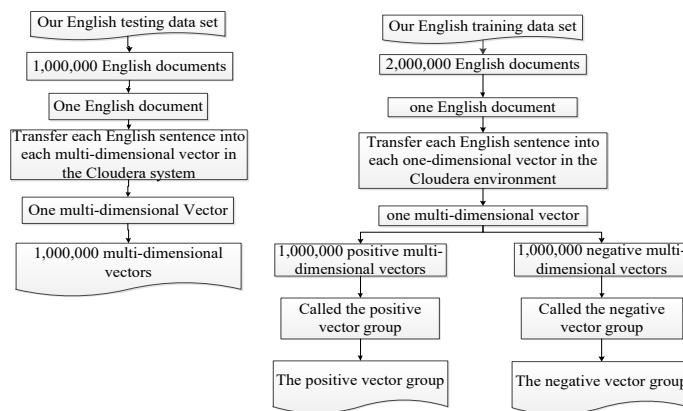 Our English testing data set
1,000,000 English documents
One English document
Transfer each English sentence into
each multi-dimensional vector in
the Cloudera system
One multi-dimensional Vector
1,000,000 multi-dimensional
vectors
Our English training data set
2,000,000 English documents
one English document
Transfer each English sentence into
each one-dimensional vector in the
Cloudera environment
one multi-dimensional vector
1,000,000 positive multi-
dimensional vectors
Called the positive
vector group
The positive vector group
1,000,000 negative multi-
dimensional vectors
Called the negative
vector group
The negative vector group